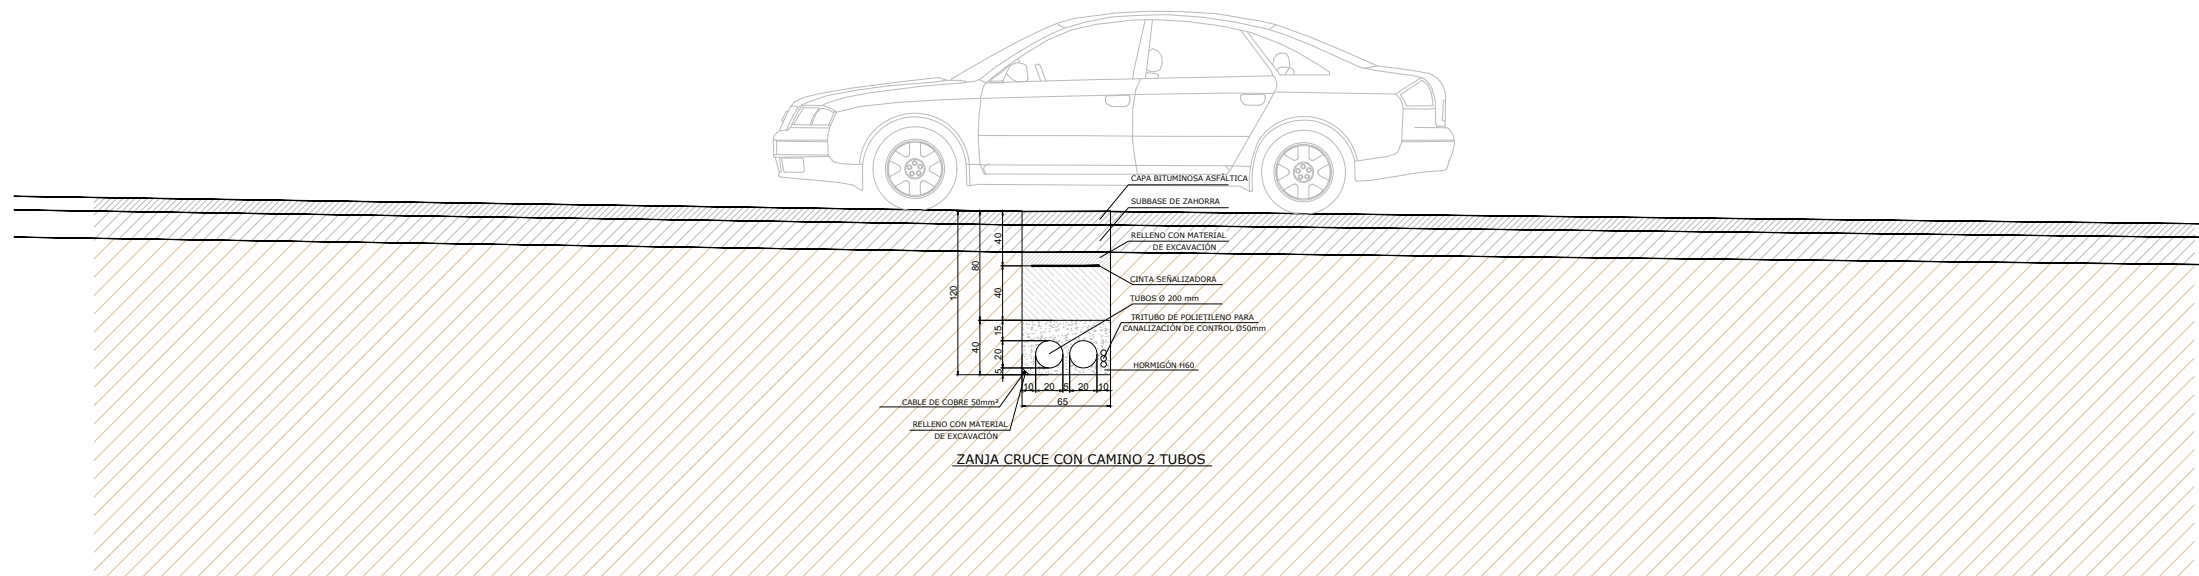 CAPA BITUMINOSA ASFÁLTICA
SUBBASE DE ZAHORRA
RELLENO CON MATERIAL
DE EXCAVACIÓN
CINTA SEÑALIZADORA
TUBOS Ø 200 mm
TRITUBO DE POLIETILENO PARA
CANALIZACIÓN DE CONTROL Ø50mm
HORMIGÓN H60
120
80
40
40
40
15
20
5
10 20 5 20 10
65
CABLE DE COBRE 50mm²
RELLENO CON MATERIAL
DE EXCAVACIÓN
ZANJA CRUCE CON CAMINO 2 TUBOS